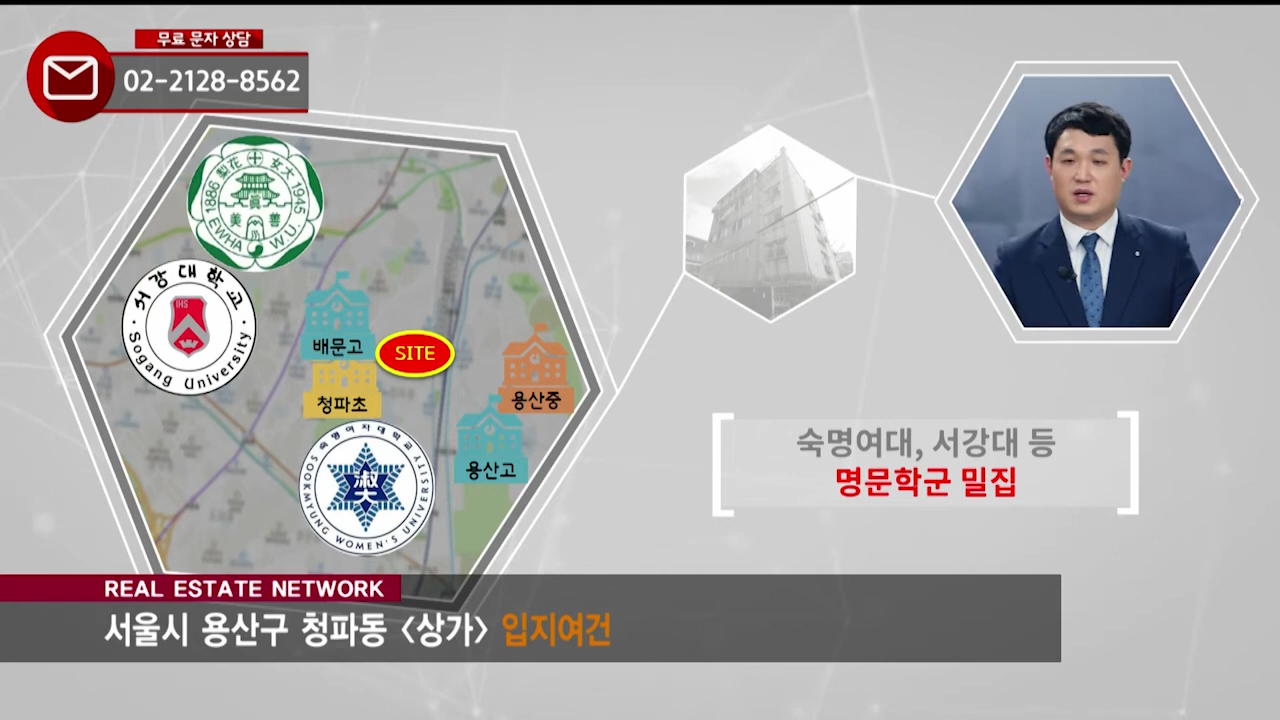 무료 문자 상담
02-2128-8562
1886 梨花 女大 1945
眞
美 善
EWHA W.U.
서강대학교
IHS
Sogang University
배문고
SITE
청파초
용산중
용산고
숙명여자대학교
淑大
SOOKMYUNG WOMEN'S UNIVERSITY
숙명여대, 서강대 등
명문학군 밀집
REAL ESTATE NETWORK
서울시 용산구 청파동 <상가> 입지여건